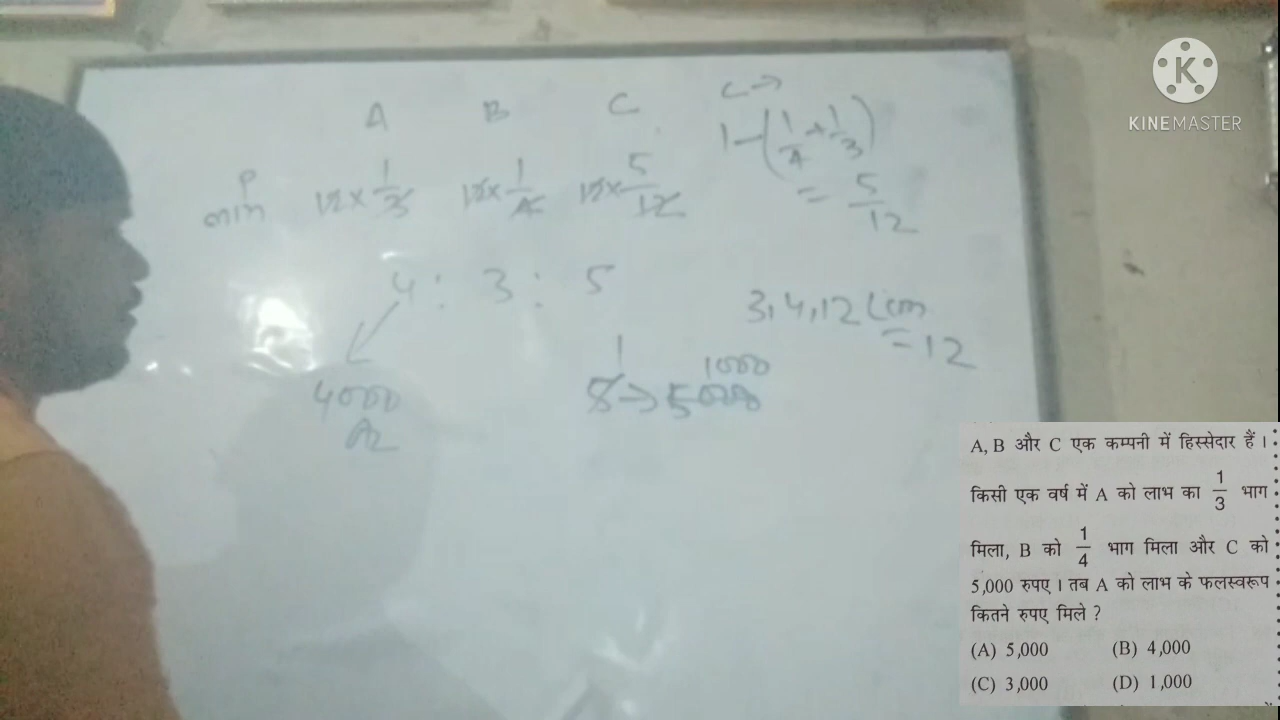 KINEMASTER
A B C
C →
1-(1/4+1/3)
= 5/12
P
लाभ 12×1/3 12×1/4 12×5/12
4 : 3 : 5
3,4,12 Lcm
= 12
1 1000
5→5000
4000
A, B और C एक कम्पनी में हिस्सेदार हैं।
किसी एक वर्ष में A को लाभ का 1/3 भाग
मिला, B को 1/4 भाग मिला और C को
5,000 रुपए। तब A को लाभ के फलस्वरूप
कितने रुपए मिले ?
(A) 5,000 (B) 4,000
(C) 3,000 (D) 1,000